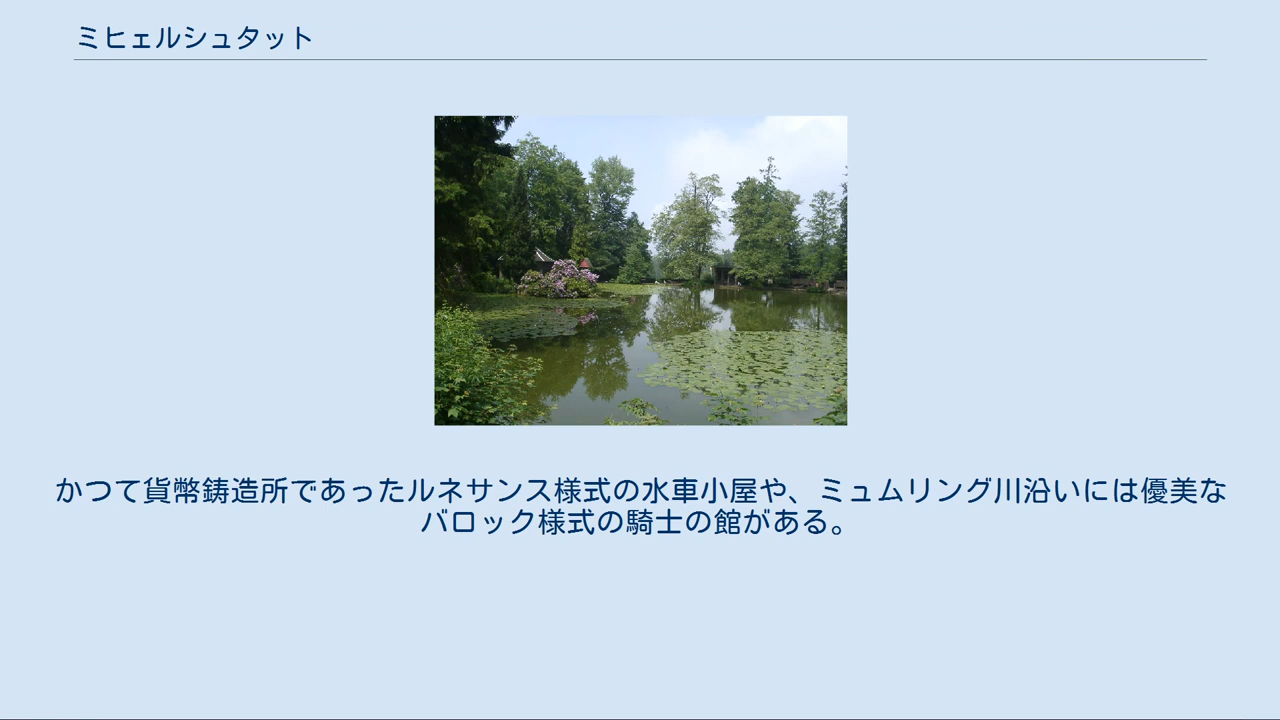 ミヒェルシュタット
かつて貨幣鋳造所であったルネサンス様式の水車小屋や、ミュムリング川沿いには優美な
バロック様式の騎士の館がある。